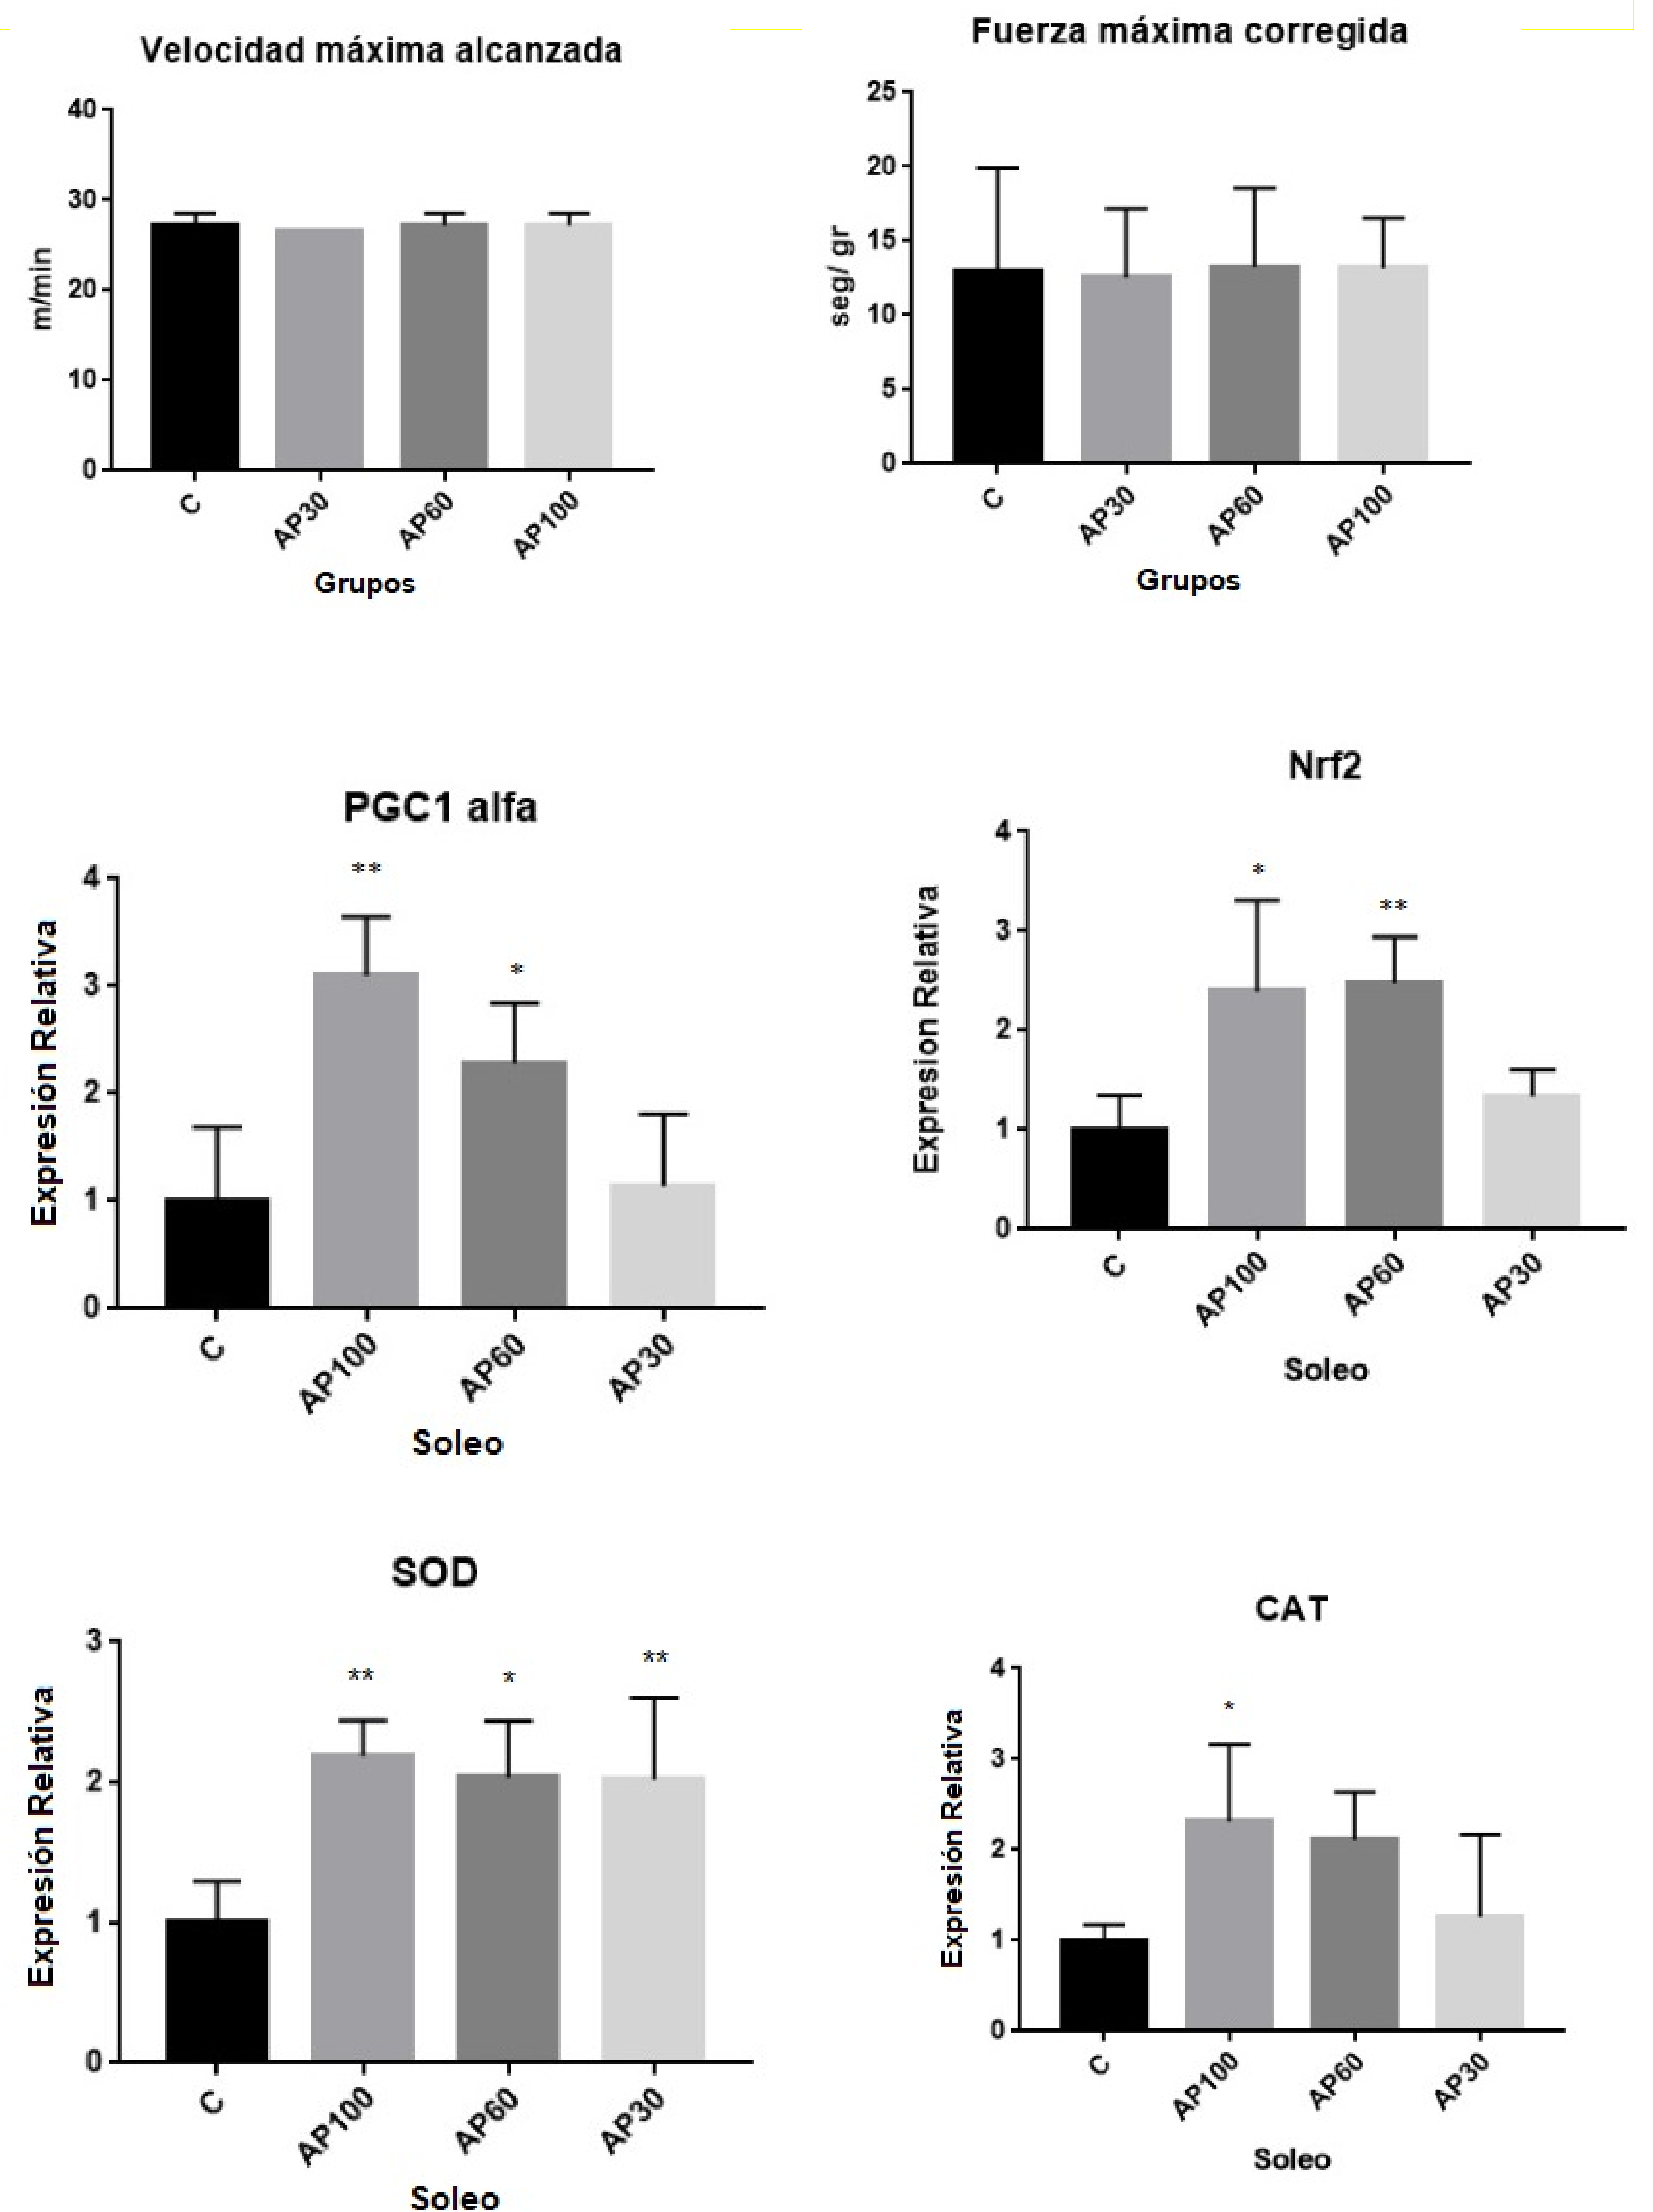 Velocidad máxima alcanzada
40
30
20
10
0
m/min
C
AP30
AP60
AP100
Grupos
Fuerza máxima corregida
25
20
15
10
5
0
seg/ gr
C
AP30
AP60
AP100
Grupos
PGC1 alfa
**
*
4
3
2
1
0
Expresión Relativa
C
AP100
AP60
AP30
Soleo
Nrf2
*
**
4
3
2
1
0
Expresion Relativa
C
AP100
AP60
AP30
Soleo
SOD
**
*
**
3
2
1
0
Expresión Relativa
C
AP100
AP60
AP30
Soleo
CAT
*
4
3
2
1
0
Expresión Relativa
C
AP100
AP60
AP30
Soleo